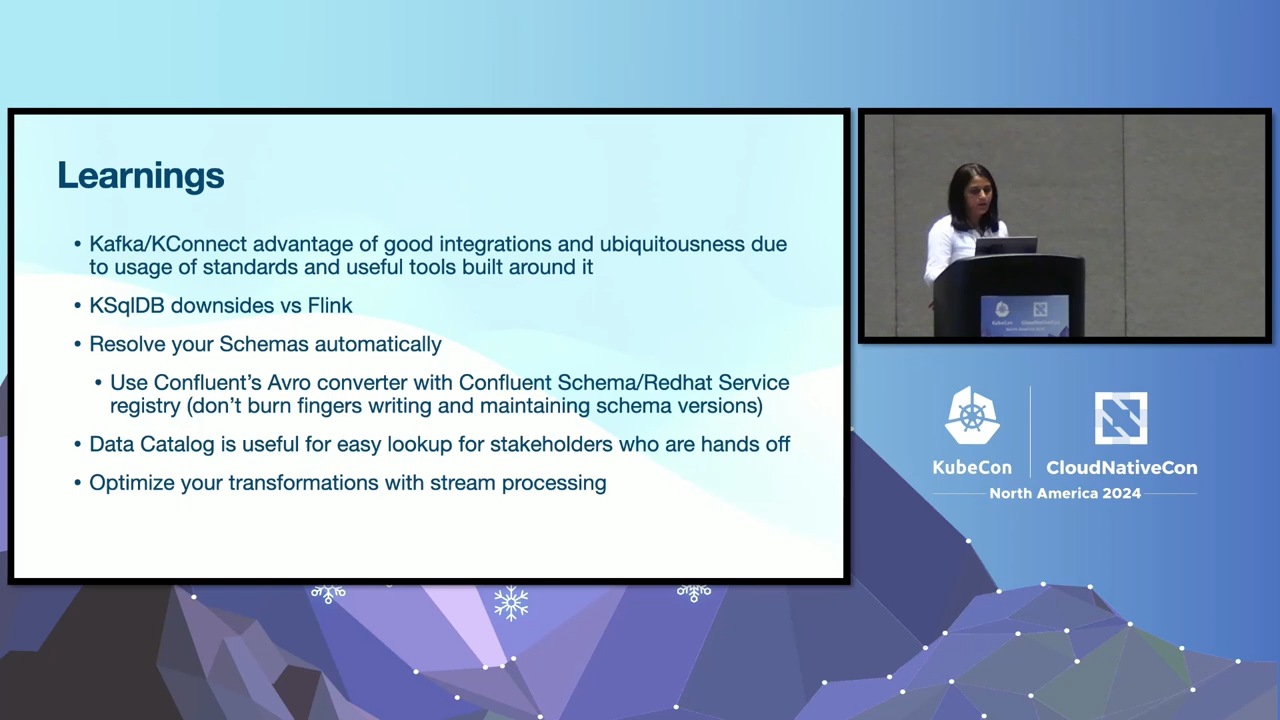 Learnings
• Kafka/KConnect advantage of good integrations and ubiquitousness due
to usage of standards and useful tools built around it
• KSqlDB downsides vs Flink
• Resolve your Schemas automatically
• Use Confluent’s Avro converter with Confluent Schema/Redhat Service
registry (don’t burn fingers writing and maintaining schema versions)
• Data Catalog is useful for easy lookup for stakeholders who are hands off
• Optimize your transformations with stream processing
KubeCon
CloudNativeCon
KubeCon
CloudNativeCon
North America 2024